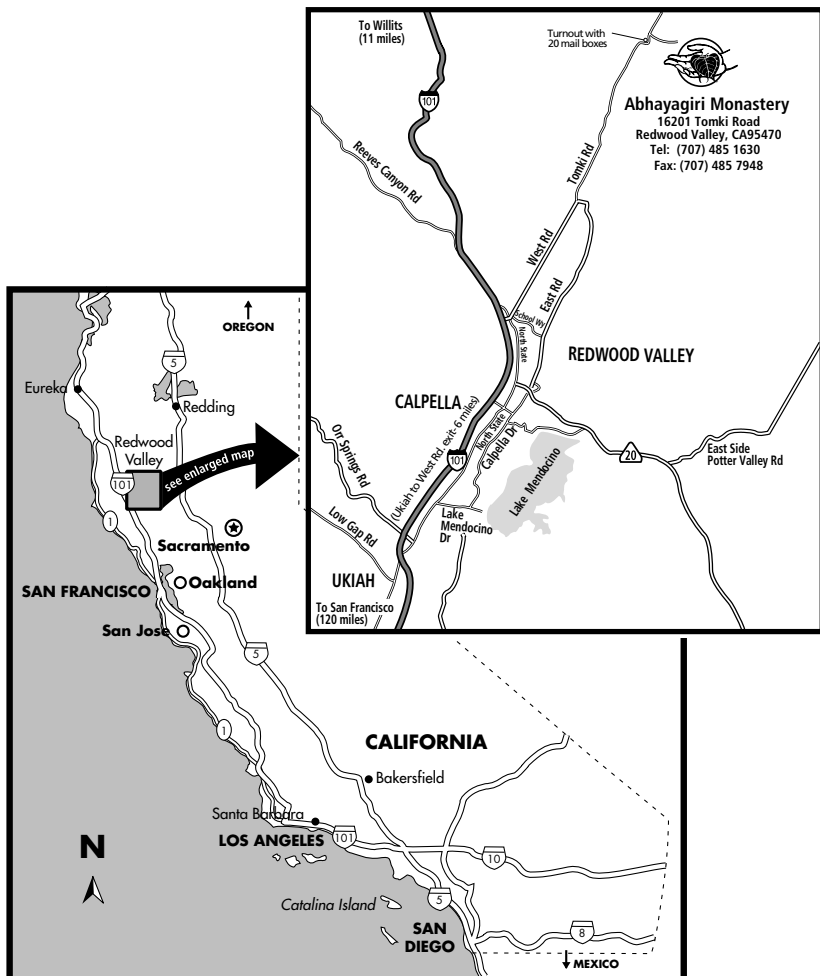 To Willits
(11 miles)
Turnout with
20 mail boxes
101
Abhayagiri Monastery
16201 Tomki Road
Redwood Valley, CA95470
Tel: (707) 485 1630
Fax: (707) 485 7948
Reeves Canyon Rd
Tomki Rd
West Rd
East Rd
School Wy
North State
REDWOOD VALLEY
CALPELLA
(Ukiah to West Rd. exit- 6 miles)
North State
Calpella Dr
101
20
East Side
Potter Valley Rd
Orr Springs Rd
Lake Mendocino
Low Gap Rd
Lake
Mendocino
Dr
UKIAH
To San Francisco
(120 miles)
OREGON
5
Eureka
Redding
Redwood
Valley
see enlarged map
101
1
Sacramento
Oakland
SAN FRANCISCO
San Jose
5
1
CALIFORNIA
Bakersfield
Santa Barbara
LOS ANGELES
101
10
N
Catalina Island
5
SAN
DIEGO
8
MEXICO